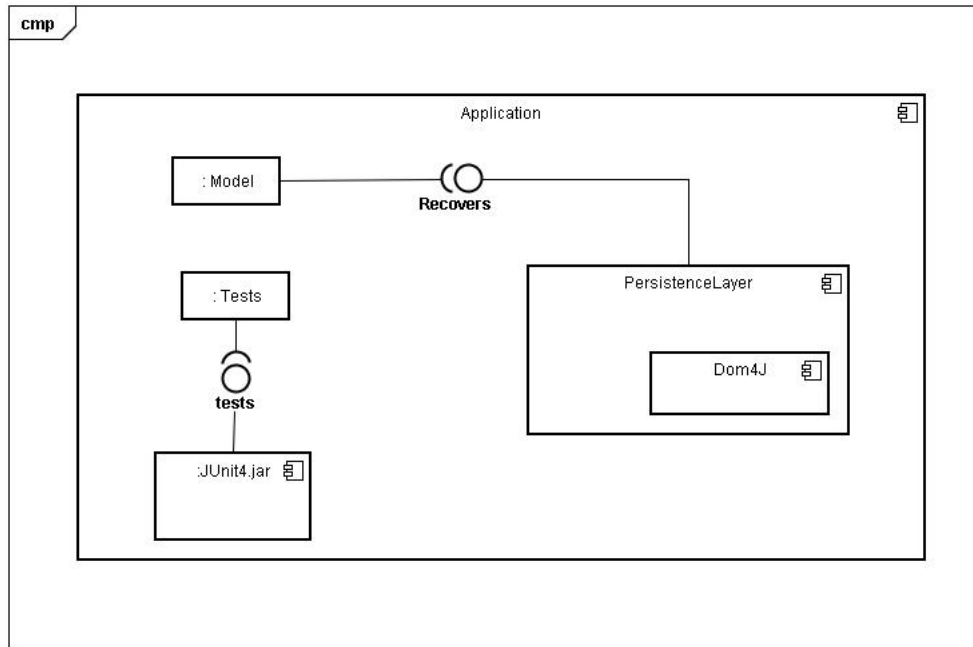 cmp
Application
: Model
Recovers
: Tests
PersistenceLayer
Dom4J
tests
:JUnit4.jar